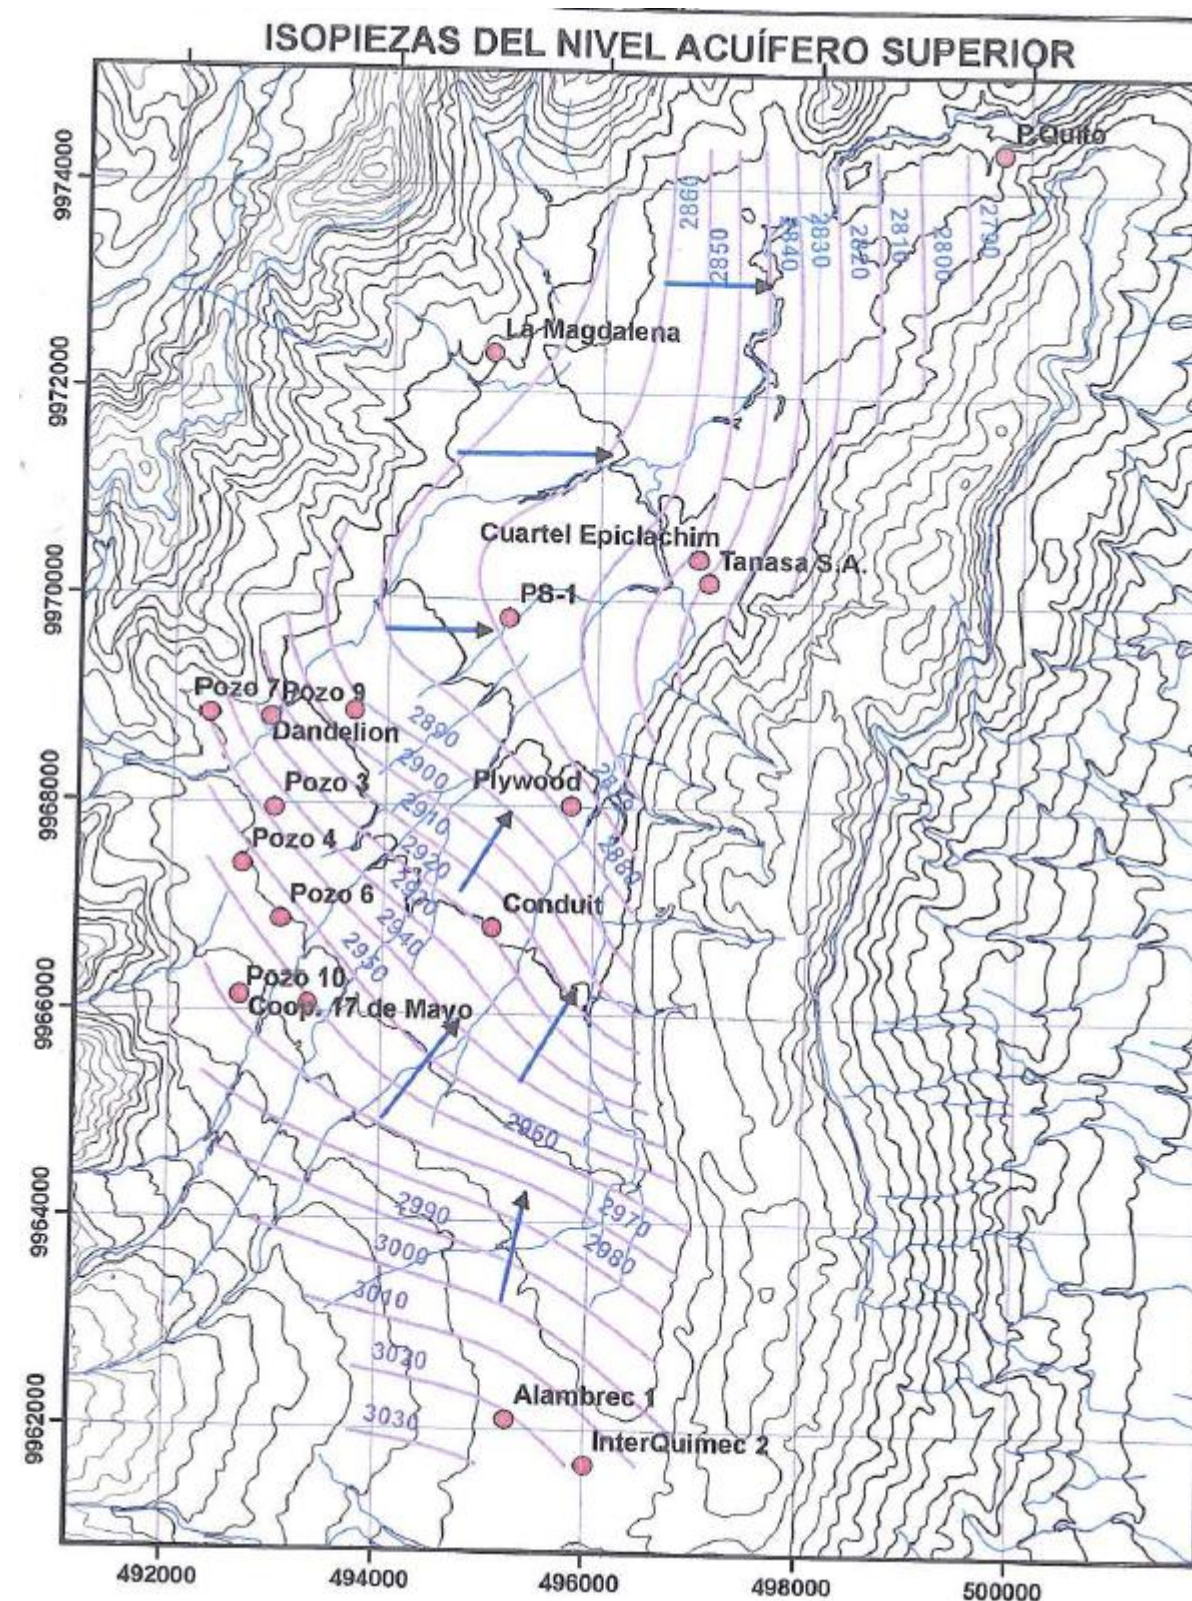 ISOPIEZAS DEL NIVEL ACUÍFERO SUPERIOR
P.Quito
9974000
2860
2850
2840
2830
2820
2810
2800
2790
La Magdalena
9972000
Cuartel Epiclachim
Tanasa S.A.
9970000
PS-1
Pozo 7
Pozo 9
Dandelion
2890
2900
Plywood
Pozo 3
9968000
2910
2920
2880
Pozo 4
Pozo 6
Conduit
2940
2950
Pozo 10
Coop. 17 de Mayo
9966000
2960
2990
2970
9964000
3000
2980
3010
3020
Alambrec 1
9962000
3030
InterQuimec 2
492000
494000
496000
498000
500000